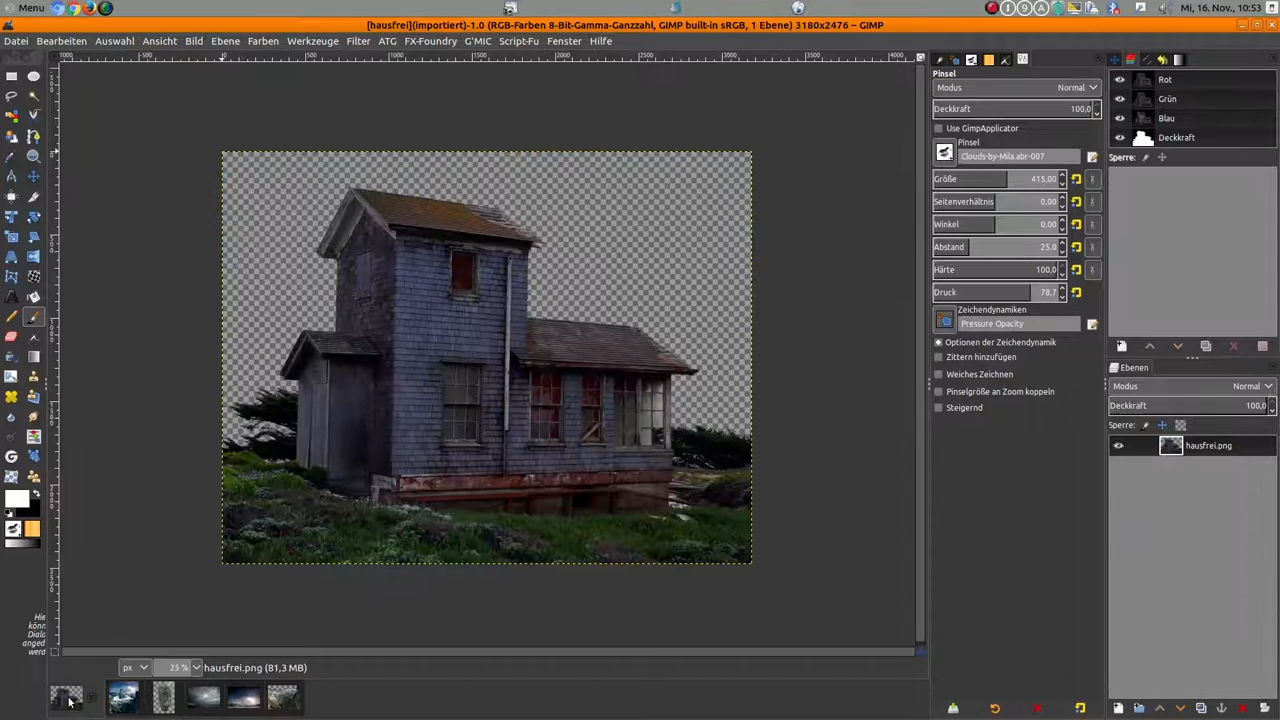 Menu
Mi, 16. Nov., 10:53
[hausfrei](importiert)-1.0 (RGB-Farben 8-Bit-Gamma-Ganzzahl, GIMP built-in sRGB, 1 Ebene) 3180x2476 – GIMP
Datei Bearbeiten Auswahl Ansicht Bild Ebene Farben Werkzeuge Filter ATG FX-Foundry G'MIC Script-Fu Fenster Hilfe
Pinsel
Modus Normal
Deckkraft 100,0
Use GimpApplicator
Pinsel
Clouds-by-Mila.abr-007
Größe 415,00
Seitenverhältnis 0,00
Winkel 0,00
Abstand 25,0
Härte 100,0
Druck 78,7
Zeichendynamiken
Pressure Opacity
Optionen der Zeichendynamik
Zittern hinzufügen
Weiches Zeichnen
Pinselgröße an Zoom koppeln
Steigernd
Rot
Grün
Blau
Deckkraft
Sperre:
Ebenen
Modus Normal
Deckkraft 100,0
Sperre:
hausfrei.png
Hie
könn
Dialo
anged
werd
px 25 % hausfrei.png (81,3 MB)